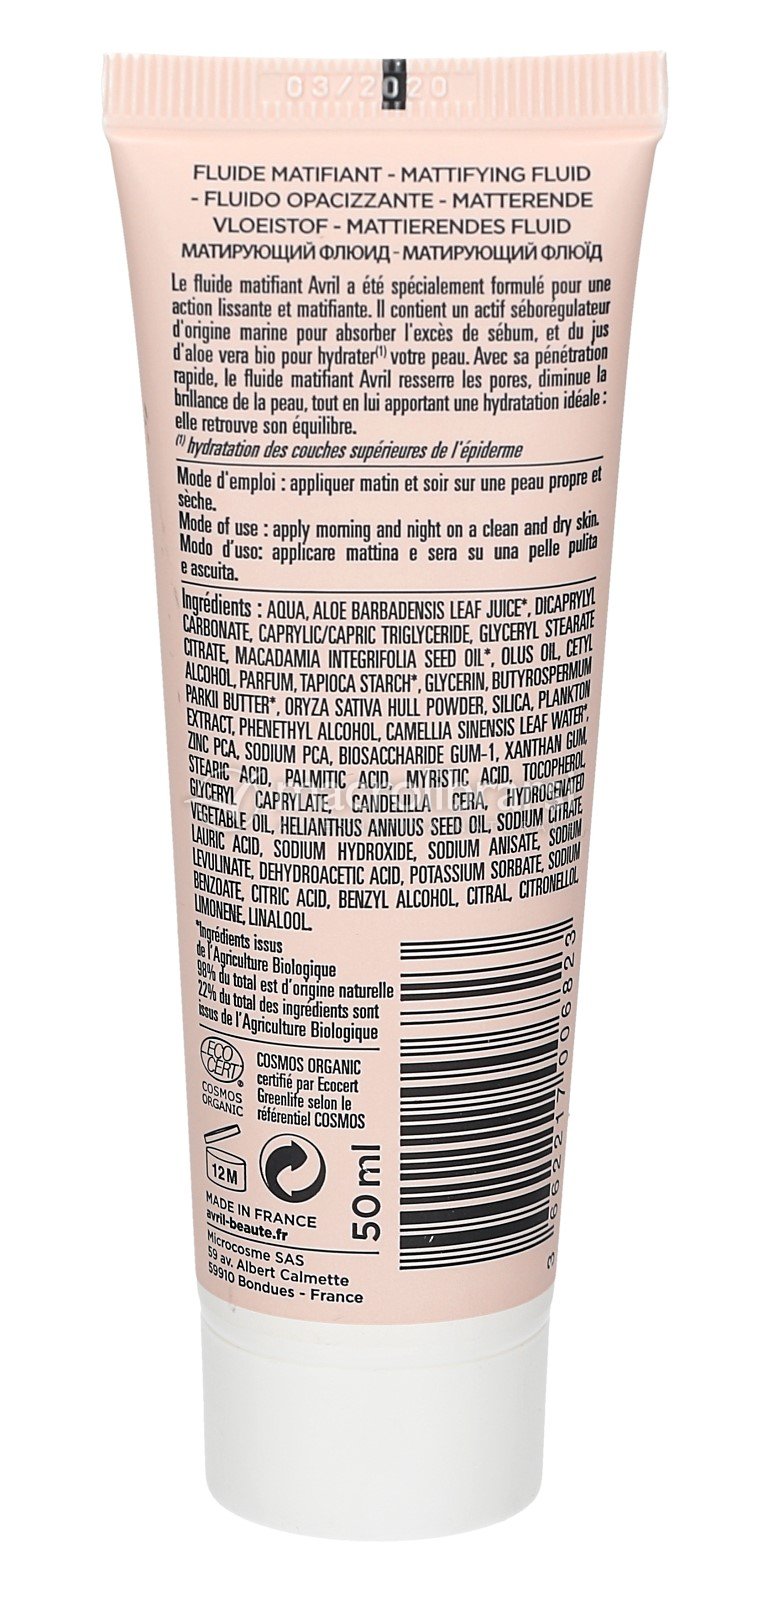 03/2020
FLUIDE MATIFIANT - MATTIFYING FLUID
- FLUIDO OPACIZZANTE - MATTERENDE
VLOEISTOF - MATTIERENDES FLUID
МАТИРУЮЩИЙ ФЛЮИД - МАТИРУЮЩИЙ ФЛЮЇД
Le fluide matifiant Avril a été spécialement formulé pour une
action lissante et matifiante. Il contient un actif séborégulateur
d'origine marine pour absorber l'excés de sébum, et du jus
d'aloe vera bio pour hydrater(1) votre peau. Avec sa pénétration
rapide, le fluide matifiant Avril resserre les pores, diminue la
brillance de la peau, tout en lui apportant une hydratation idéale :
elle retrouve son équilibre.
(1) hydratation des couches supérieures de l'épiderme
Mode d'emploi : appliquer matin et soir sur une peau propre et
sèche.
Mode of use : apply morning and night on a clean and dry skin.
Modo d'uso: applicare mattina e sera su una pelle pulita
e ascuita.
Ingrédients : AQUA, ALOE BARBADENSIS LEAF JUICE*, DICAPRYLYL
CARBONATE, CAPRYLIC/CAPRIC TRIGLYCERIDE, GLYCERYL STEARATE
CITRATE, MACADAMIA INTEGRIFOLIA SEED OIL*, OLUS OIL, CETYL
ALCOHOL, PARFUM, TAPIOCA STARCH*, GLYCERIN, BUTYROSPERMUM
PARKII BUTTER*, ORYZA SATIVA HULL POWDER, SILICA, PLANKTON
EXTRACT, PHENETHYL ALCOHOL, CAMELLIA SINENSIS LEAF WATER*,
ZINC PCA, SODIUM PCA, BIOSACCHARIDE GUM-1, XANTHAN GUM,
STEARIC ACID, PALMITIC ACID, MYRISTIC ACID, TOCOPHEROL,
GLYCERYL CAPRYLATE, CANDELILLA CERA, HYDROGENATED
VEGETABLE OIL, HELIANTHUS ANNUUS SEED OIL, SODIUM CITRATE
LAURIC ACID, SODIUM HYDROXIDE, SODIUM ANISATE, SODIUM
LEVULINATE, DEHYDROACETIC ACID, POTASSIUM SORBATE, SODIUM
BENZOATE, CITRIC ACID, BENZYL ALCOHOL, CITRAL, CITRONELLOL,
LIMONENE, LINALOOL.
*Ingrédients issus
de l'Agriculture Biologique
98% du total est d'origine naturelle
22% du total des ingrédients sont
issus de l'Agriculture Biologique
ECO
CERT®
COSMOS
ORGANIC
COSMOS ORGANIC
certifié par Ecocert
Greenlife selon le
référentiel COSMOS
12M
50 ml
MADE IN FRANCE
avril-beaute.fr
Microcosme SAS
59 av. Albert Calmette
59910 Bondues - France
3 662217 006823